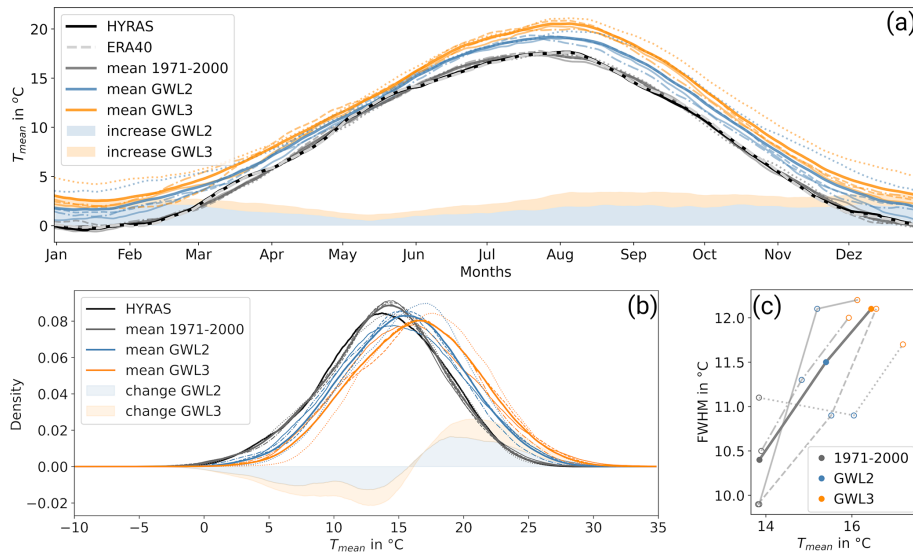 (a)
HYRAS
ERA40
mean 1971-2000
mean GWL2
mean GWL3
increase GWL2
increase GWL3
T_mean in °C
20
15
10
5
0
Jan Feb Mar Apr May Jun Jul Aug Sep Oct Nov Dez
Months
(b)
HYRAS
mean 1971-2000
mean GWL2
mean GWL3
change GWL2
change GWL3
Density
0.08
0.06
0.04
0.02
0.00
−0.02
−10 −5 0 5 10 15 20 25 30 35
T_mean in °C
(c)
FWHM in °C
12.0
11.5
11.0
10.5
10.0
1971-2000
GWL2
GWL3
14 16
T_mean in °C